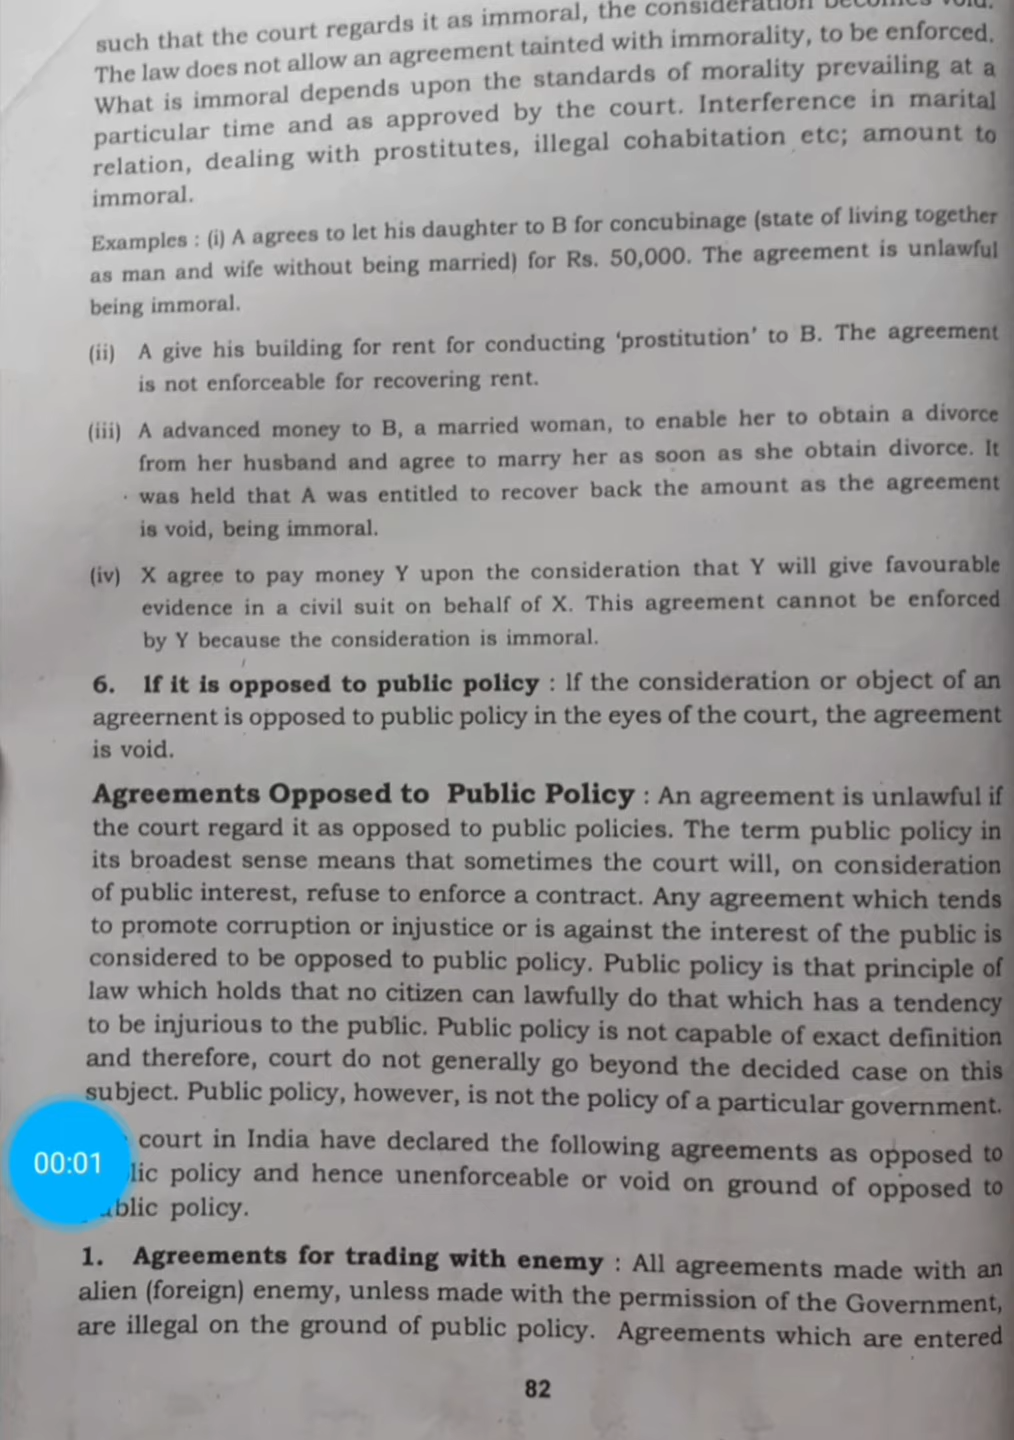 such that the court regards it as immoral, the consideration becomes void.
The law does not allow an agreement tainted with immorality, to be enforced.
What is immoral depends upon the standards of morality prevailing at a
particular time and as approved by the court. Interference in marital
relation, dealing with prostitutes, illegal cohabitation etc; amount to
immoral.
Examples : (i) A agrees to let his daughter to B for concubinage (state of living together
as man and wife without being married) for Rs. 50,000. The agreement is unlawful
being immoral.
(ii) A give his building for rent for conducting ‘prostitution’ to B. The agreement
is not enforceable for recovering rent.
(iii) A advanced money to B, a married woman, to enable her to obtain a divorce
from her husband and agree to marry her as soon as she obtain divorce. It
was held that A was entitled to recover back the amount as the agreement
is void, being immoral.
(iv) X agree to pay money Y upon the consideration that Y will give favourable
evidence in a civil suit on behalf of X. This agreement cannot be enforced
by Y because the consideration is immoral.
6. If it is opposed to public policy : If the consideration or object of an
agreernent is opposed to public policy in the eyes of the court, the agreement
is void.
Agreements Opposed to Public Policy : An agreement is unlawful if
the court regard it as opposed to public policies. The term public policy in
its broadest sense means that sometimes the court will, on consideration
of public interest, refuse to enforce a contract. Any agreement which tends
to promote corruption or injustice or is against the interest of the public is
considered to be opposed to public policy. Public policy is that principle of
law which holds that no citizen can lawfully do that which has a tendency
to be injurious to the public. Public policy is not capable of exact definition
and therefore, court do not generally go beyond the decided case on this
subject. Public policy, however, is not the policy of a particular government.
court in India have declared the following agreements as opposed to
00:01 lic policy and hence unenforceable or void on ground of opposed to
ublic policy.
1. Agreements for trading with enemy : All agreements made with an
alien (foreign) enemy, unless made with the permission of the Government,
are illegal on the ground of public policy. Agreements which are entered
82